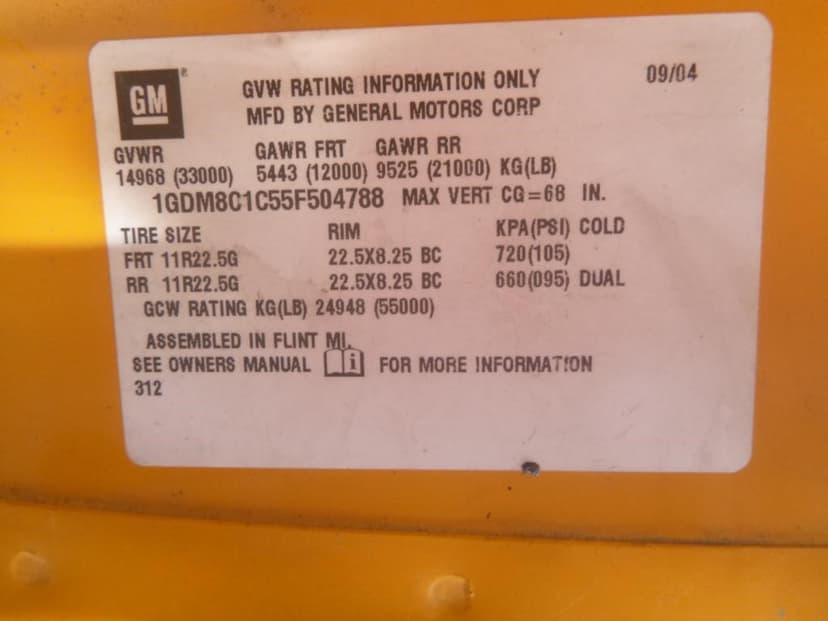 GM ®
GVW RATING INFORMATION ONLY 09/04
MFD BY GENERAL MOTORS CORP
GVWR GAWR FRT GAWR RR
14968 (33000) 5443 (12000) 9525 (21000) KG(LB)
1GDM8C1C55F504788 MAX VERT CG=68 IN.
TIRE SIZE RIM KPA(PSI) COLD
FRT 11R22.5G 22.5X8.25 BC 720(105)
RR 11R22.5G 22.5X8.25 BC 660(095) DUAL
GCW RATING KG(LB) 24948 (55000)
ASSEMBLED IN FLINT MI.
SEE OWNERS MANUAL i FOR MORE INFORMATION
312